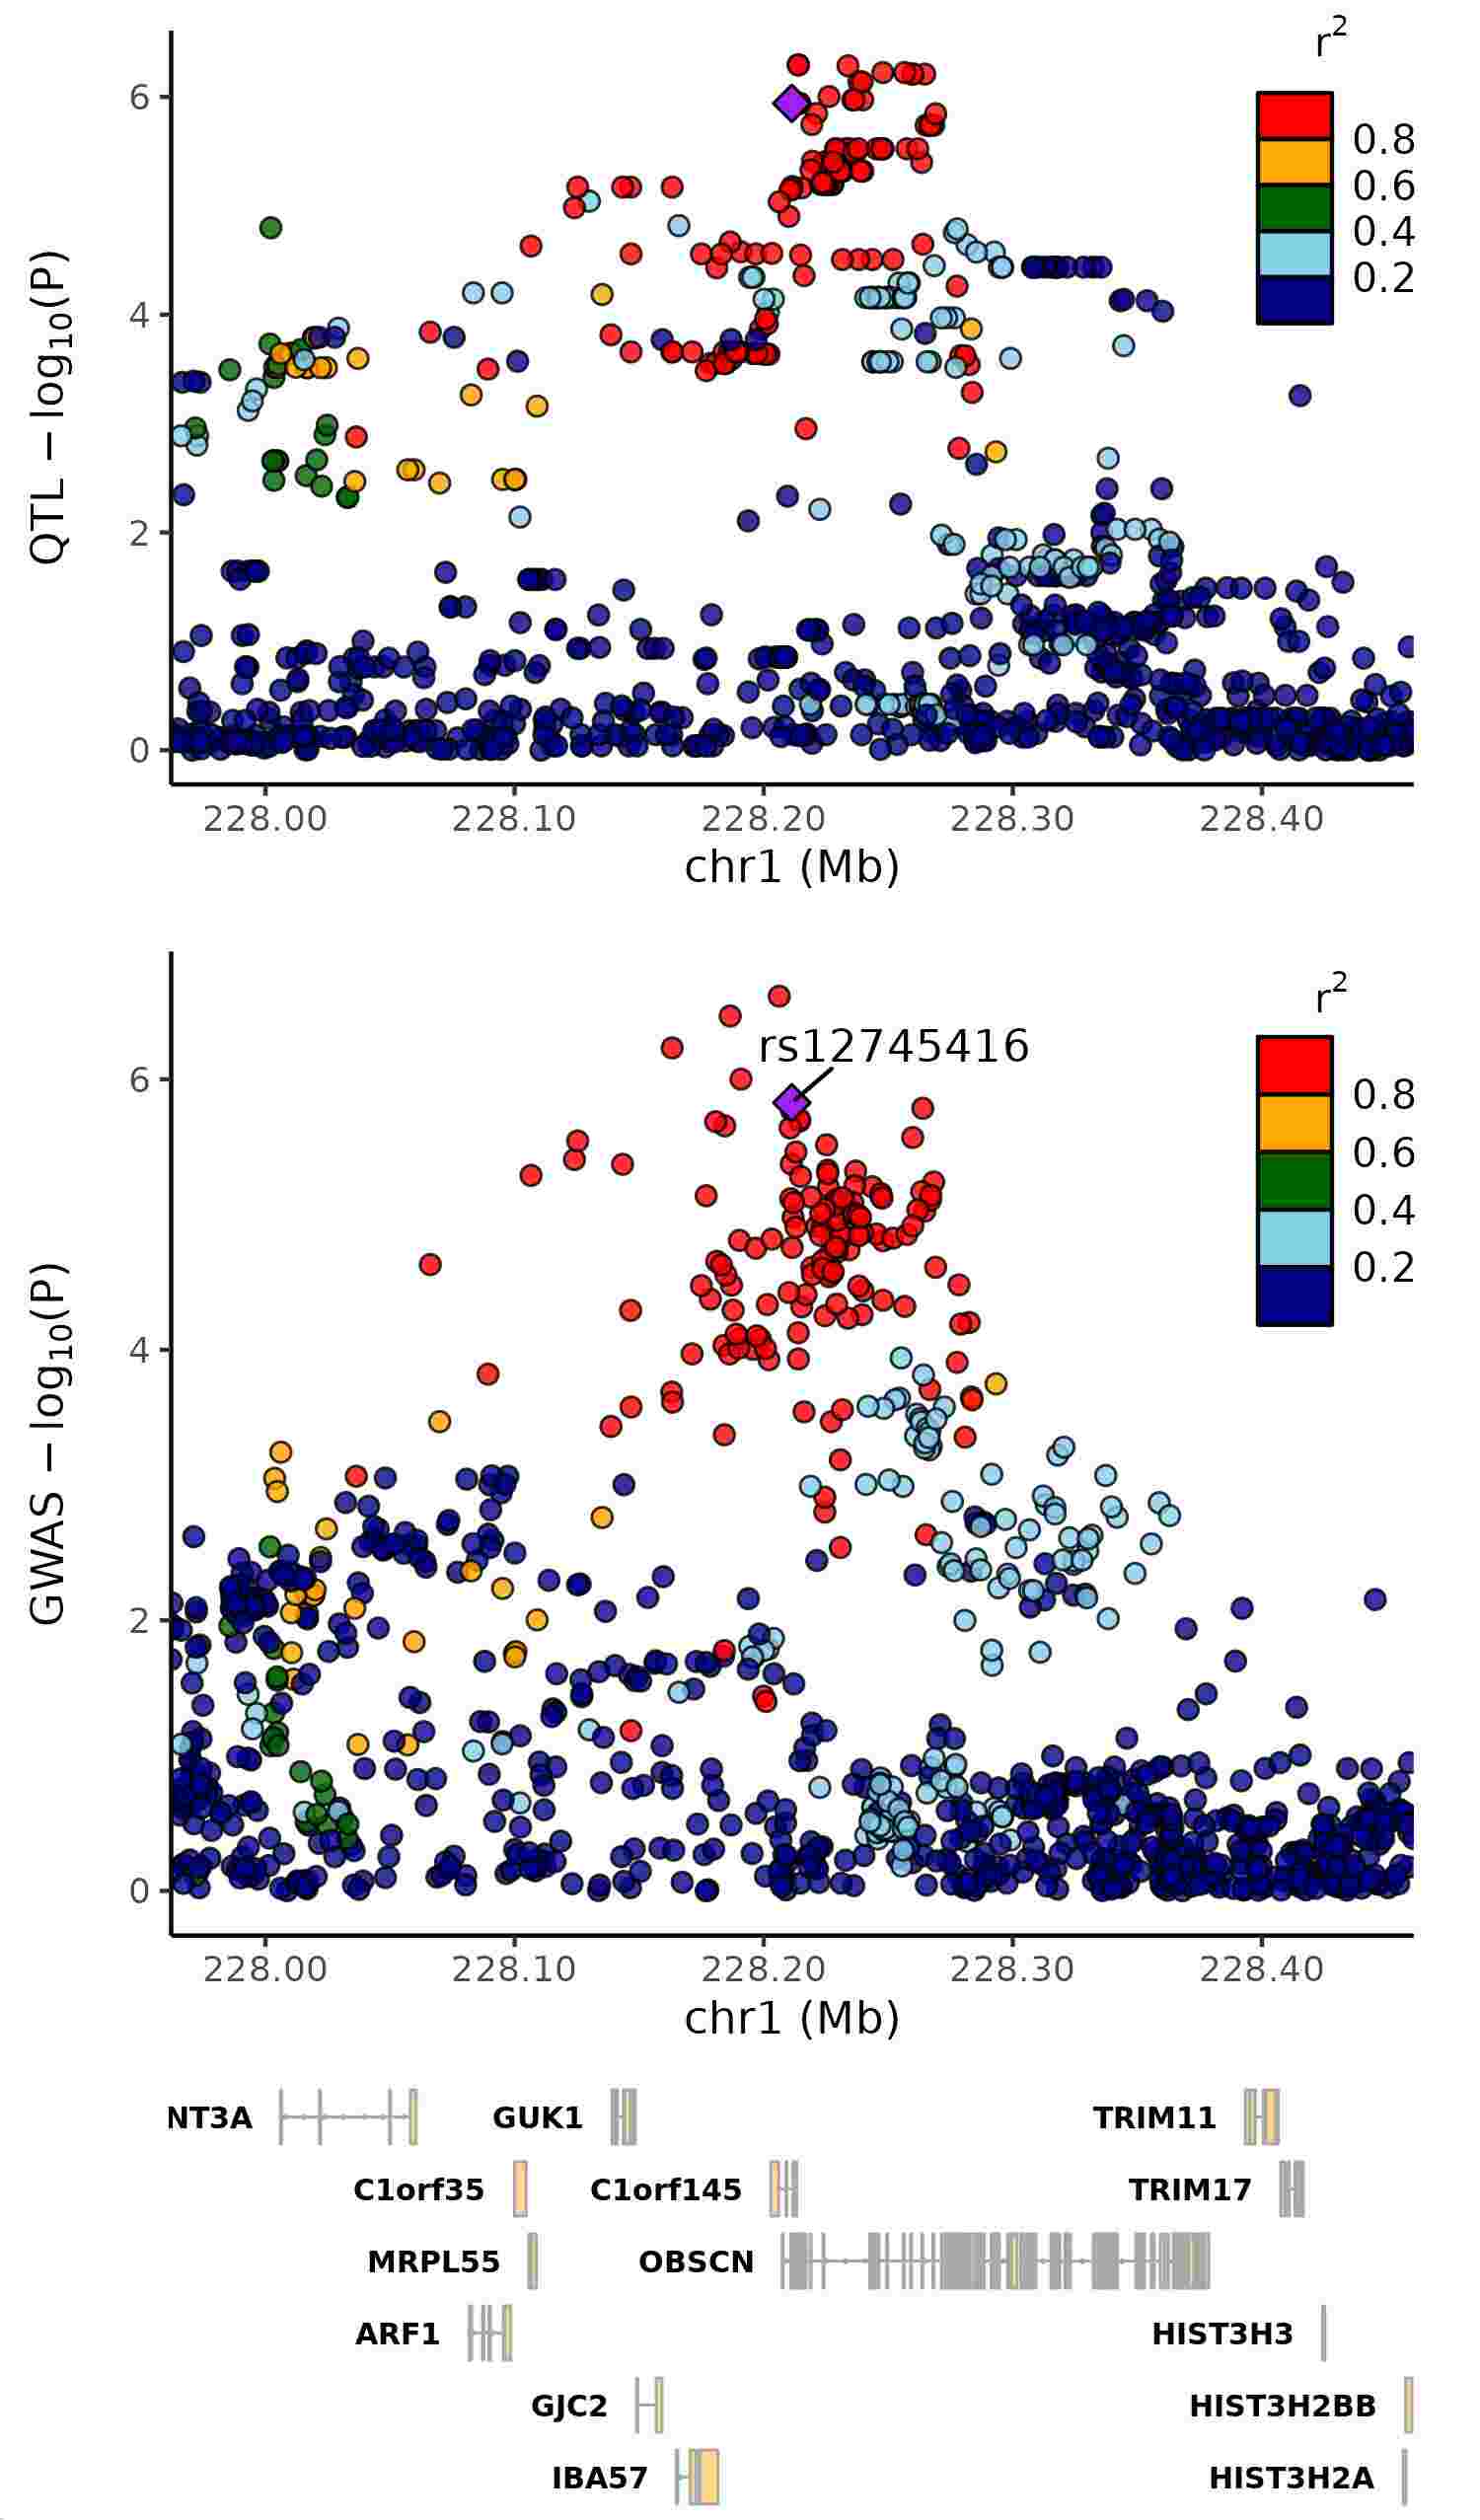 r²
6
4
2
0
QTL −log₁₀(P)
0.8
0.6
0.4
0.2
228.00 228.10 228.20 228.30 228.40
chr1 (Mb)
r²
rs12745416
6
4
2
0
GWAS −log₁₀(P)
0.8
0.6
0.4
0.2
228.00 228.10 228.20 228.30 228.40
chr1 (Mb)
NT3A GUK1 TRIM11
C1orf35 C1orf145 TRIM17
MRPL55 OBSCN
ARF1 HIST3H3
GJC2 HIST3H2BB
IBA57 HIST3H2A